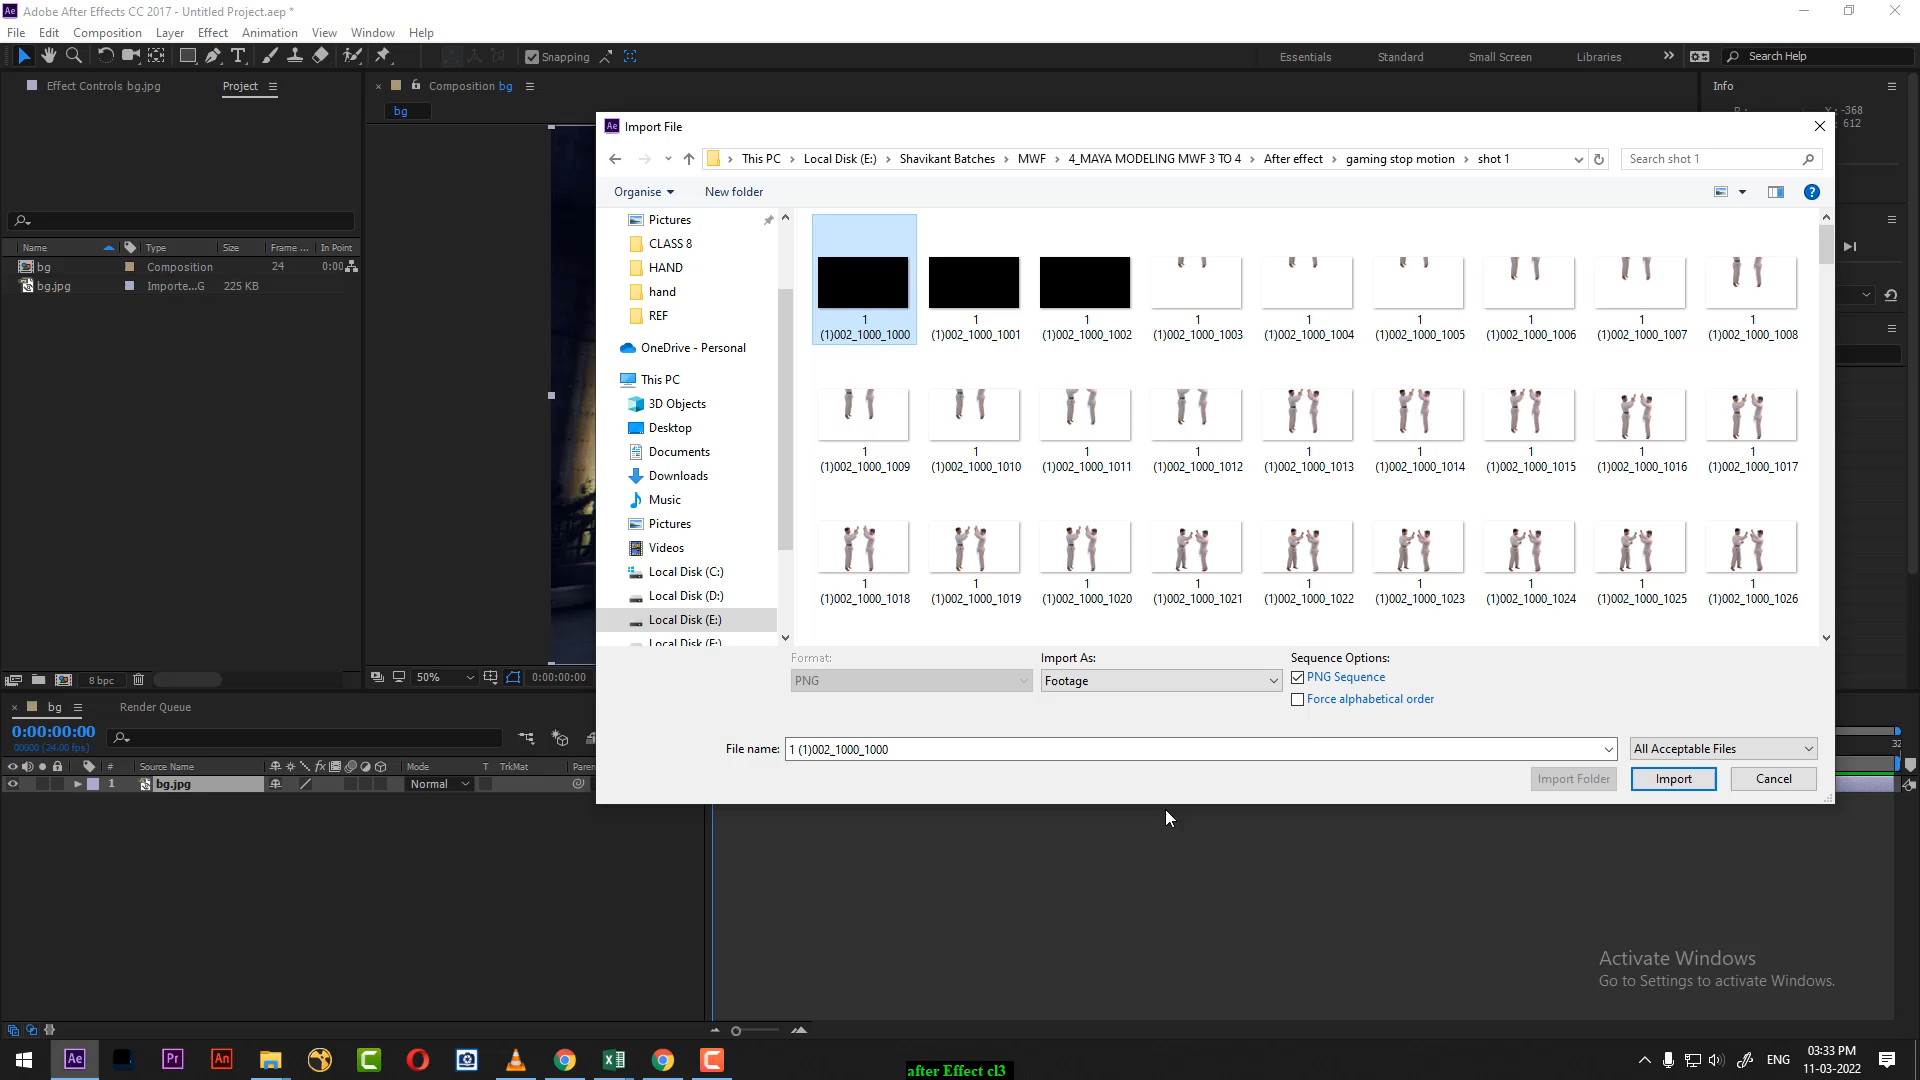 Adobe After Effects CC 2017 - Untitled Project.aep *
File Edit Composition Layer Effect Animation View Window Help
Snapping
Essentials Standard Small Screen Libraries Search Help
Effect Controls bg.jpg Project
Composition bg
Info
bg
-368
612
Name Type Size Frame ... In Point
bg Composition 24 0:00
bg.jpg Importe...G 225 KB
8 bpc
50% 0:00:00:00
Import File
This PC Local Disk (E:) Shavikant Batches MWF 4_MAYA MODELING MWF 3 TO 4 After effect gaming stop motion shot 1
Search shot 1
Organise New folder
Pictures
CLASS 8
HAND
hand
REF
OneDrive - Personal
This PC
3D Objects
Desktop
Documents
Downloads
Music
Pictures
Videos
Local Disk (C:)
Local Disk (D:)
Local Disk (E:)
Local Disk (F:)
1 1 1 1 1 1 1 1 1
(1)002_1000_1000 (1)002_1000_1001 (1)002_1000_1002 (1)002_1000_1003 (1)002_1000_1004 (1)002_1000_1005 (1)002_1000_1006 (1)002_1000_1007 (1)002_1000_1008
1 1 1 1 1 1 1 1 1
(1)002_1000_1009 (1)002_1000_1010 (1)002_1000_1011 (1)002_1000_1012 (1)002_1000_1013 (1)002_1000_1014 (1)002_1000_1015 (1)002_1000_1016 (1)002_1000_1017
1 1 1 1 1 1 1 1 1
(1)002_1000_1018 (1)002_1000_1019 (1)002_1000_1020 (1)002_1000_1021 (1)002_1000_1022 (1)002_1000_1023 (1)002_1000_1024 (1)002_1000_1025 (1)002_1000_1026
Format: Import As: Sequence Options:
PNG Footage PNG Sequence
Force alphabetical order
File name: 1 (1)002_1000_1000 All Acceptable Files
Import Folder Import Cancel
bg Render Queue
0:00:00:00
00000 (24.00 fps)
# Source Name Mode T TrkMat Paren
1 bg.jpg Normal
Activate Windows
Go to Settings to activate Windows.
after Effect cl3
ENG
03:33 PM
11-03-2022